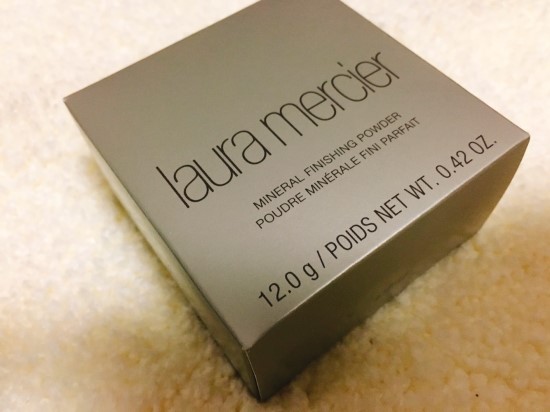 laura mercier
MINERAL FINISHING POWDER
POUDRE MINÉRALE FINI PARFAIT
12.0 g / POIDS NET WT. 0.42 OZ.